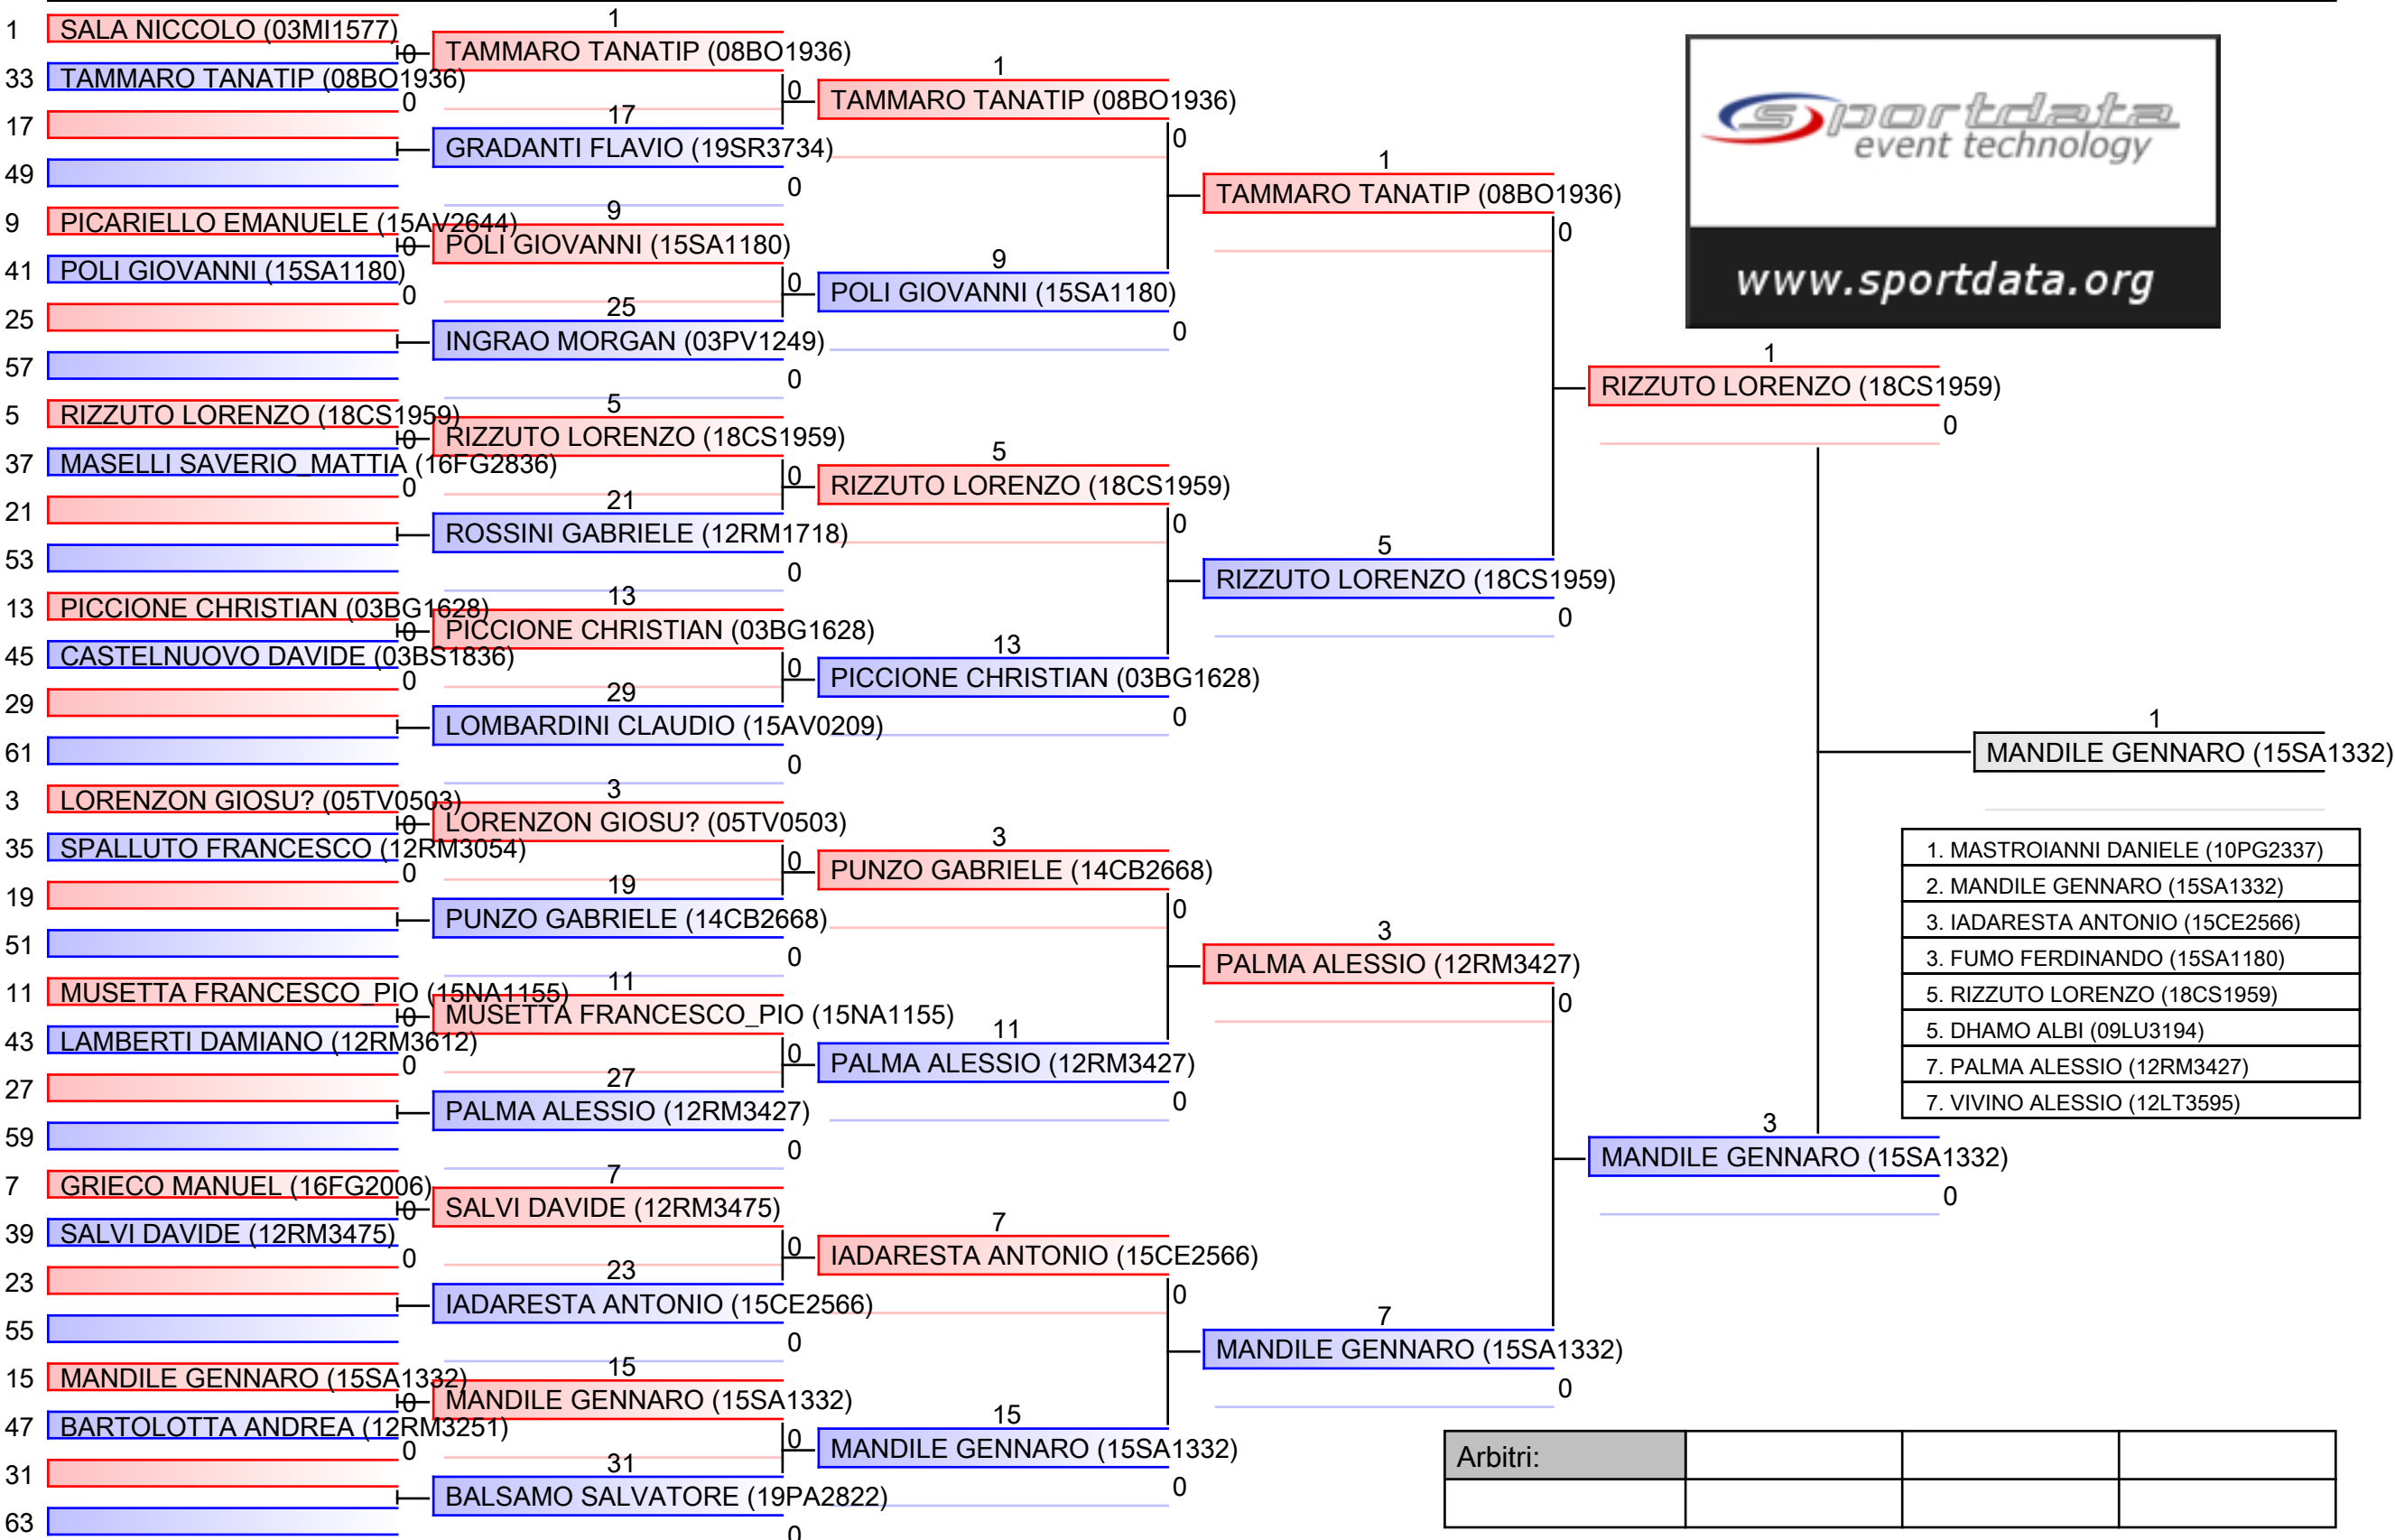 1 SALA NICCOLO (03MI1577)
0
33 TAMMARO TANATIP (08BO1936)
0
17
49
9 PICARIELLO EMANUELE (15AV2644)
0
41 POLI GIOVANNI (15SA1180)
0
25
57
5 RIZZUTO LORENZO (18CS1959)
0
37 MASELLI SAVERIO_MATTIA (16FG2836)
0
21
53
13 PICCIONE CHRISTIAN (03BG1628)
0
45 CASTELNUOVO DAVIDE (03BS1836)
0
29
61
3 LORENZON GIOSU? (05TV0503)
0
35 SPALLUTO FRANCESCO (12RM3054)
0
19
51
11 MUSETTA FRANCESCO_PIO (15NA1155)
0
43 LAMBERTI DAMIANO (12RM3612)
0
27
59
7 GRIECO MANUEL (16FG2006)
0
39 SALVI DAVIDE (12RM3475)
0
23
55
15 MANDILE GENNARO (15SA1332)
0
47 BARTOLOTTA ANDREA (12RM3251)
0
31
63
1
TAMMARO TANATIP (08BO1936)
0
17
GRADANTI FLAVIO (19SR3734)
0
9
POLI GIOVANNI (15SA1180)
0
25
INGRAO MORGAN (03PV1249)
0
5
RIZZUTO LORENZO (18CS1959)
0
21
ROSSINI GABRIELE (12RM1718)
0
13
PICCIONE CHRISTIAN (03BG1628)
0
29
LOMBARDINI CLAUDIO (15AV0209)
0
3
LORENZON GIOSU? (05TV0503)
0
19
PUNZO GABRIELE (14CB2668)
0
11
MUSETTA FRANCESCO_PIO (15NA1155)
0
27
PALMA ALESSIO (12RM3427)
0
7
SALVI DAVIDE (12RM3475)
0
23
IADARESTA ANTONIO (15CE2566)
0
15
MANDILE GENNARO (15SA1332)
0
31
BALSAMO SALVATORE (19PA2822)
0
1
TAMMARO TANATIP (08BO1936)
0
9
POLI GIOVANNI (15SA1180)
0
5
RIZZUTO LORENZO (18CS1959)
0
13
PICCIONE CHRISTIAN (03BG1628)
0
3
PUNZO GABRIELE (14CB2668)
0
11
PALMA ALESSIO (12RM3427)
0
7
IADARESTA ANTONIO (15CE2566)
0
15
MANDILE GENNARO (15SA1332)
0
1
TAMMARO TANATIP (08BO1936)
0
5
RIZZUTO LORENZO (18CS1959)
0
3
PALMA ALESSIO (12RM3427)
0
7
MANDILE GENNARO (15SA1332)
0
1
RIZZUTO LORENZO (18CS1959)
0
3
MANDILE GENNARO (15SA1332)
0
1
MANDILE GENNARO (15SA1332)
sportdata
event technology
www.sportdata.org
1. MASTROIANNI DANIELE (10PG2337)
2. MANDILE GENNARO (15SA1332)
3. IADARESTA ANTONIO (15CE2566)
3. FUMO FERDINANDO (15SA1180)
5. RIZZUTO LORENZO (18CS1959)
5. DHAMO ALBI (09LU3194)
7. PALMA ALESSIO (12RM3427)
7. VIVINO ALESSIO (12LT3595)
Arbitri: